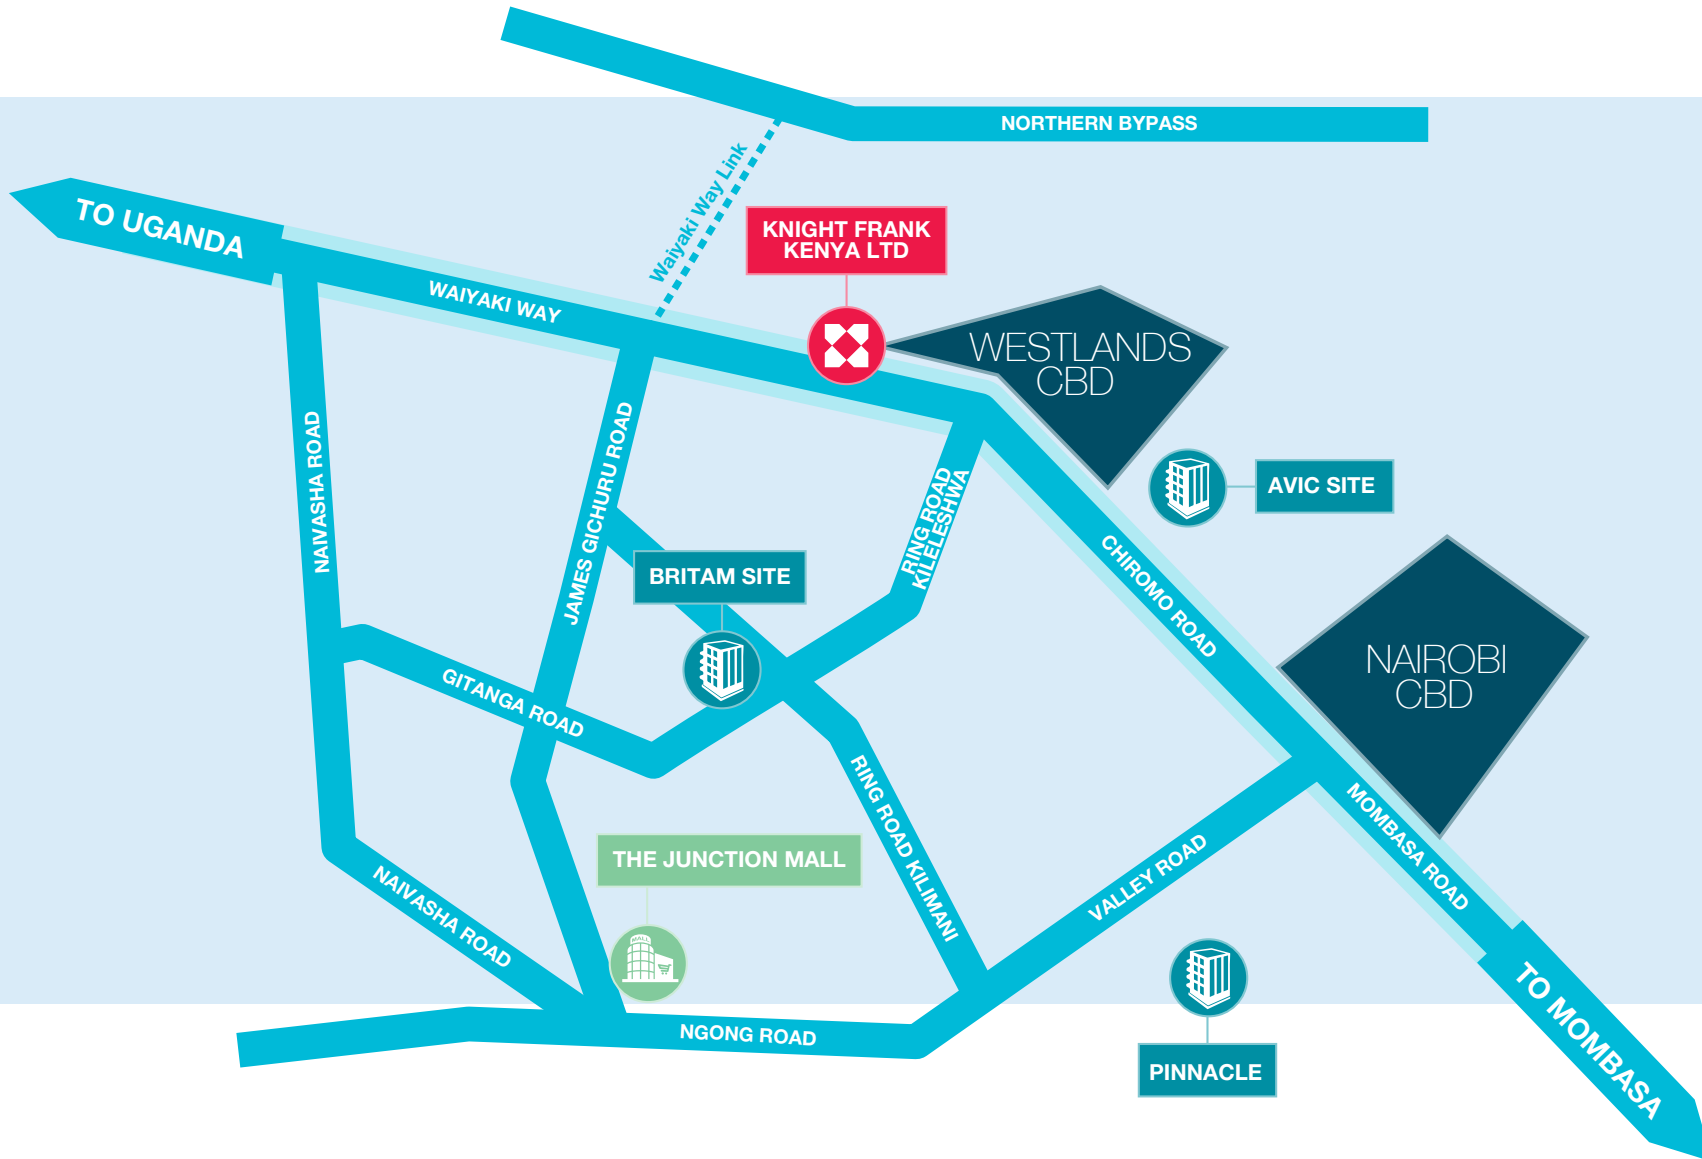 NORTHERN BYPASS
Waiyaki Way Link
TO UGANDA
KNIGHT FRANK
KENYA LTD
WAIYAKI WAY
WESTLANDS
CBD
NAIVASHA ROAD
JAMES GICHURU ROAD
RING ROAD
KILELESHWA
AVIC SITE
BRITAM SITE
CHIROMO ROAD
NAIROBI
CBD
GITANGA ROAD
RING ROAD KILIMANI
MOMBASA ROAD
THE JUNCTION MALL
VALLEY ROAD
NAIVASHA ROAD
MALL
TO MOMBASA
NGONG ROAD
PINNACLE